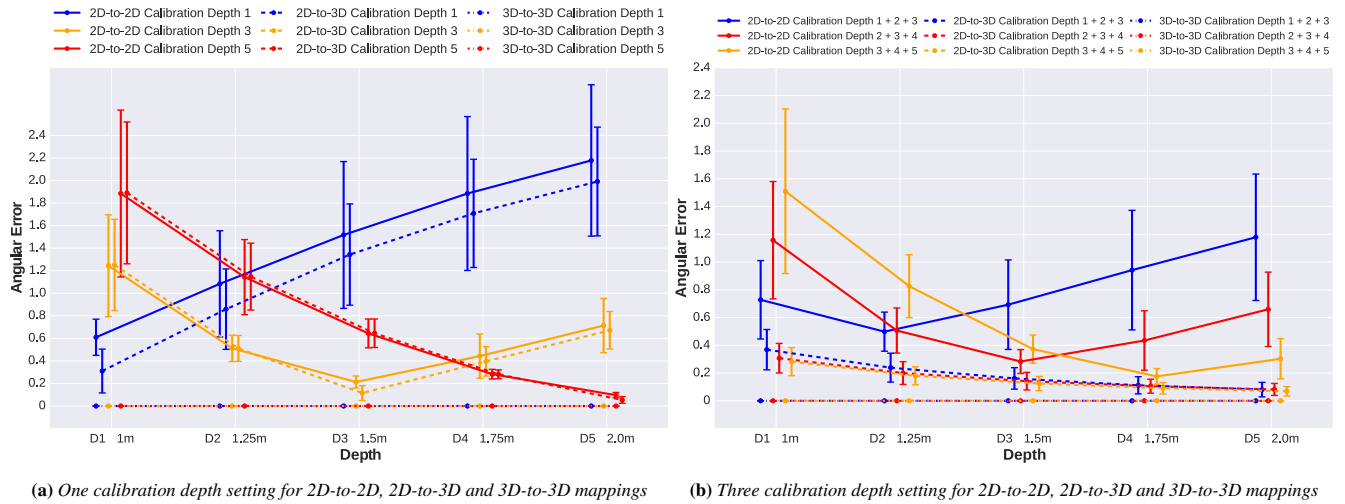 2D-to-2D Calibration Depth 1 2D-to-3D Calibration Depth 1 3D-to-3D Calibration Depth 1
2D-to-2D Calibration Depth 3 2D-to-3D Calibration Depth 3 3D-to-3D Calibration Depth 3
2D-to-2D Calibration Depth 5 2D-to-3D Calibration Depth 5 3D-to-3D Calibration Depth 5
2.4
2.2
2.0
1.8
1.6
1.4
1.2
1.0
0.8
0.6
0.4
0.2
0
Angular Error
D1 1m D2 1.25m D3 1.5m D4 1.75m D5 2.0m
Depth
(a) One calibration depth setting for 2D-to-2D, 2D-to-3D and 3D-to-3D mappings
2D-to-2D Calibration Depth 1 + 2 + 3 2D-to-3D Calibration Depth 1 + 2 + 3 3D-to-3D Calibration Depth 1 + 2 + 3
2D-to-2D Calibration Depth 2 + 3 + 4 2D-to-3D Calibration Depth 2 + 3 + 4 3D-to-3D Calibration Depth 2 + 3 + 4
2D-to-2D Calibration Depth 3 + 4 + 5 2D-to-3D Calibration Depth 3 + 4 + 5 3D-to-3D Calibration Depth 3 + 4 + 5
2.4
2.2
2.0
1.8
1.6
1.4
1.2
1.0
0.8
0.6
0.4
0.2
0
Angular Error
D1 1m D2 1.25m D3 1.5m D4 1.75m D5 2.0m
Depth
(b) Three calibration depth setting for 2D-to-2D, 2D-to-3D and 3D-to-3D mappings